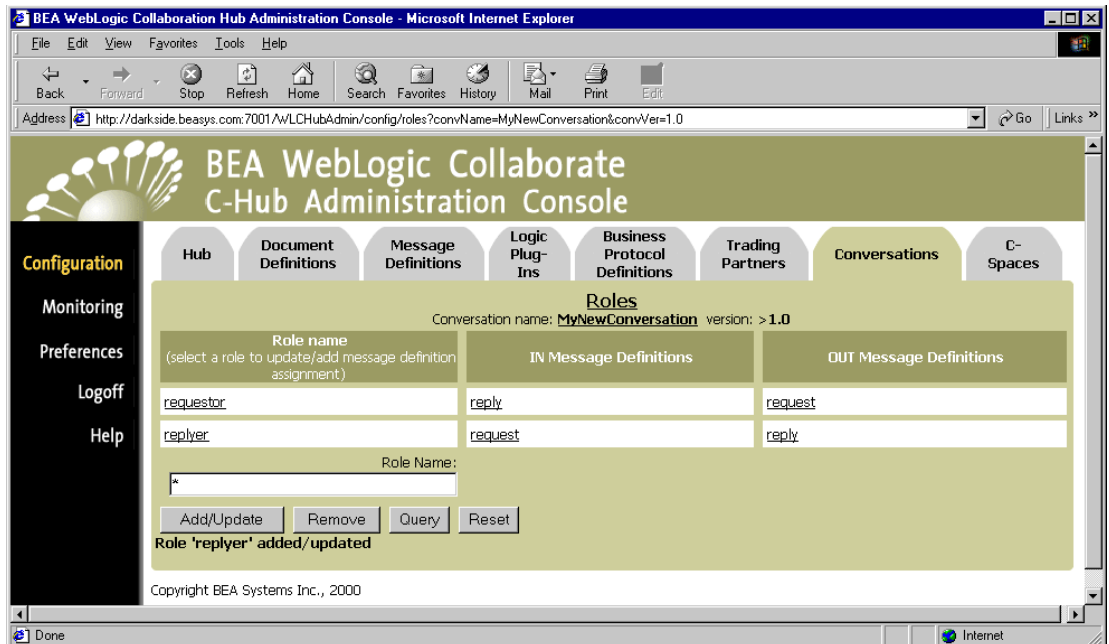 BEA WebLogic Collaboration Hub Administration Console - Microsoft Internet Explorer
File Edit View Favorites Tools Help
Back Forward Stop Refresh Home Search Favorites History Mail Print Edit
Address http://darkside.beasys.com:7001/WLCHubAdmin/config/roles?convName=MyNewConversation&convVer=1.0 Go Links »
BEA WebLogic Collaborate
C-Hub Administration Console
Configuration
Monitoring
Preferences
Logoff
Help
Hub
Document
Definitions
Message
Definitions
Logic
Plug-
Ins
Business
Protocol
Definitions
Trading
Partners
Conversations
C-
Spaces
Roles
Conversation name: MyNewConversation version: >1.0
Role name
(select a role to update/add message definition
assignment)
IN Message Definitions
OUT Message Definitions
requestor reply request
replyer request reply
Role Name:
*
Add/Update Remove Query Reset
Role 'replyer' added/updated
Copyright BEA Systems Inc., 2000
Done Internet